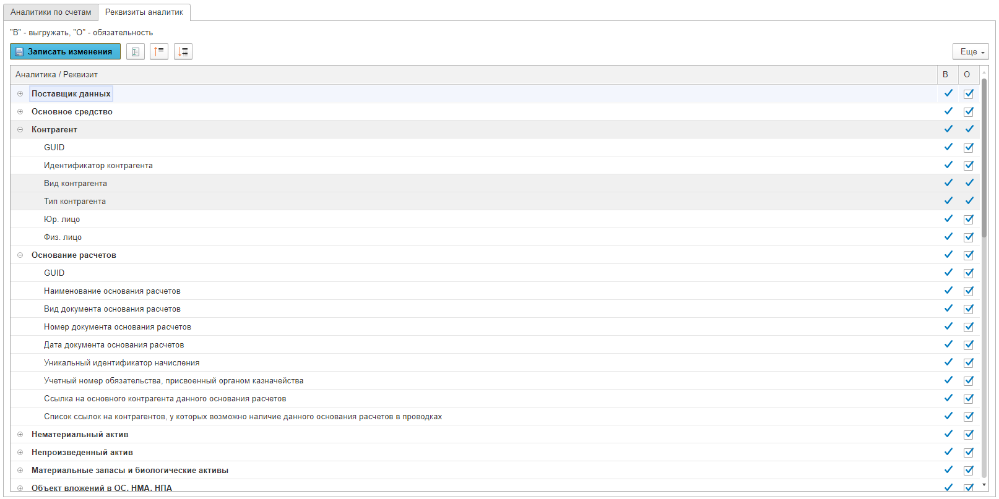 Аналитики по счетам Реквизиты аналитик
"В" - выгружать, "О" - обязательность
Записать изменения Еще
Аналитика / Реквизит В О
Поставщик данных
Основное средство
Контрагент
GUID
Идентификатор контрагента
Вид контрагента
Тип контрагента
Юр. лицо
Физ. лицо
Основание расчетов
GUID
Наименование основания расчетов
Вид документа основания расчетов
Номер документа основания расчетов
Дата документа основания расчетов
Уникальный идентификатор начисления
Учетный номер обязательства, присвоенный органом казначейства
Ссылка на основного контрагента данного основания расчетов
Список ссылок на контрагентов, у которых возможно наличие данного основания расчетов в проводках
Нематериальный актив
Непроизведенный актив
Материальные запасы и биологические активы
Объект вложений в ОС, НМА, НПА